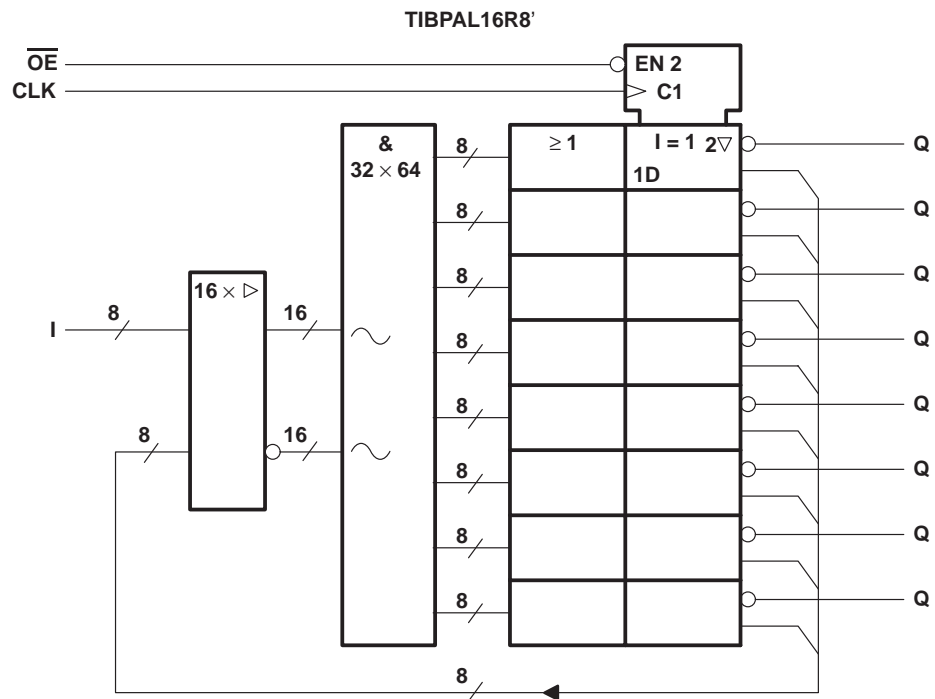 TIBPAL16R8’
OE
EN 2
CLK
C1
&
32 × 64
8
≥ 1
I = 1
2▽
Q
1D
8
Q
16 × ▷
8
Q
I
8
16
8
Q
8
16
8
Q
8
Q
8
Q
8
Q
8